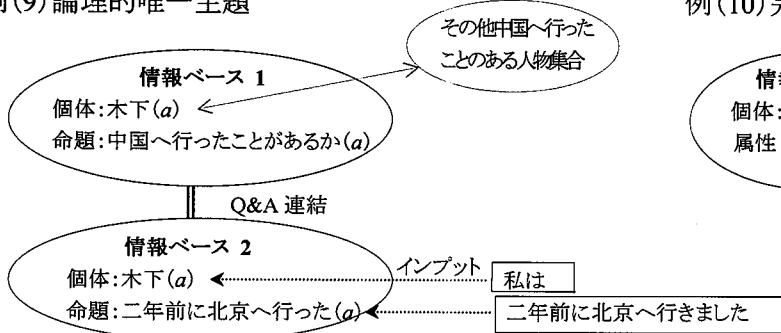 例(9)論理的唯一主題
例(10)
その他中国へ行った
ことのある人物集合
情報ベース 1
個体:木下(a)
命題:中国へ行ったことがあるか(a)
情
個体:
属性
Q&A 連結
情報ベース 2
個体:木下(a)
インプット
私は
命題:二年前に北京へ行った(a)
二年前に北京へ行きました